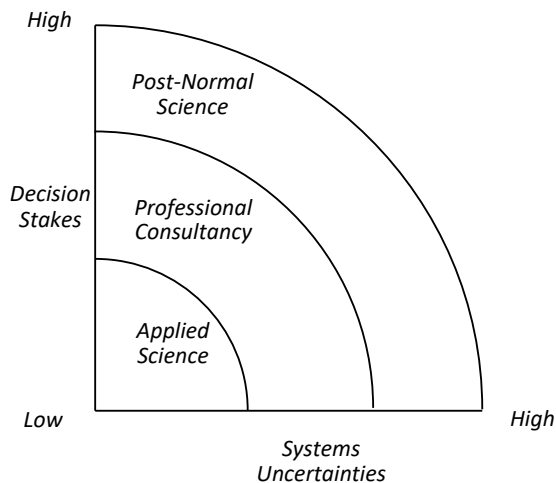 High
Post-Normal
Science
Decision
Stakes
Professional
Consultancy
Applied
Science
Low
High
Systems
Uncertainties